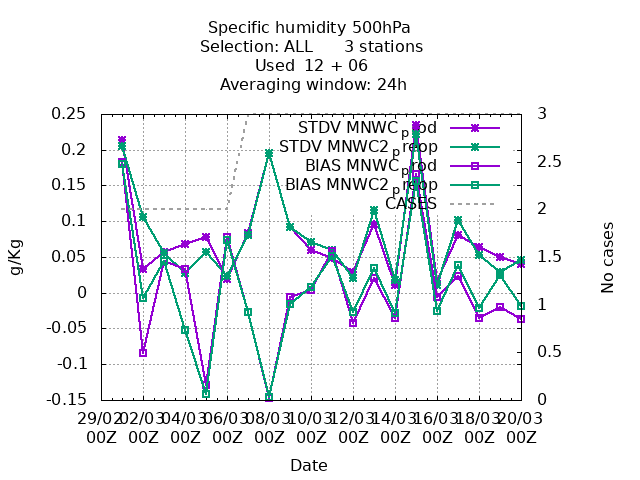 Specific humidity 500hPa
Selection: ALL 3 stations
Used 12 + 06
Averaging window: 24h
0.25
0.2
0.15
0.1
0.05
0
-0.05
-0.1
-0.15
g/Kg
STDV MNWC_prod
STDV MNWC2_preop
BIAS MNWC_prod
BIAS MNWC2_preop
CASES
3
2.5
2
1.5
1
0.5
0
No cases
29/02 02/03 04/03 06/03 08/03 10/03 12/03 14/03 16/03 18/03 20/03
00Z 00Z 00Z 00Z 00Z 00Z 00Z 00Z 00Z 00Z 00Z
Date